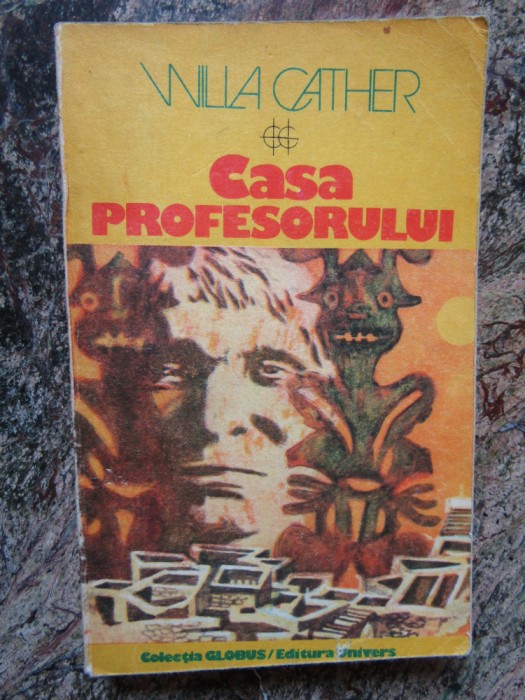 WILLA CATHER
Casa
PROFESORULUI
Colecția GLOBUS/Editura Univers